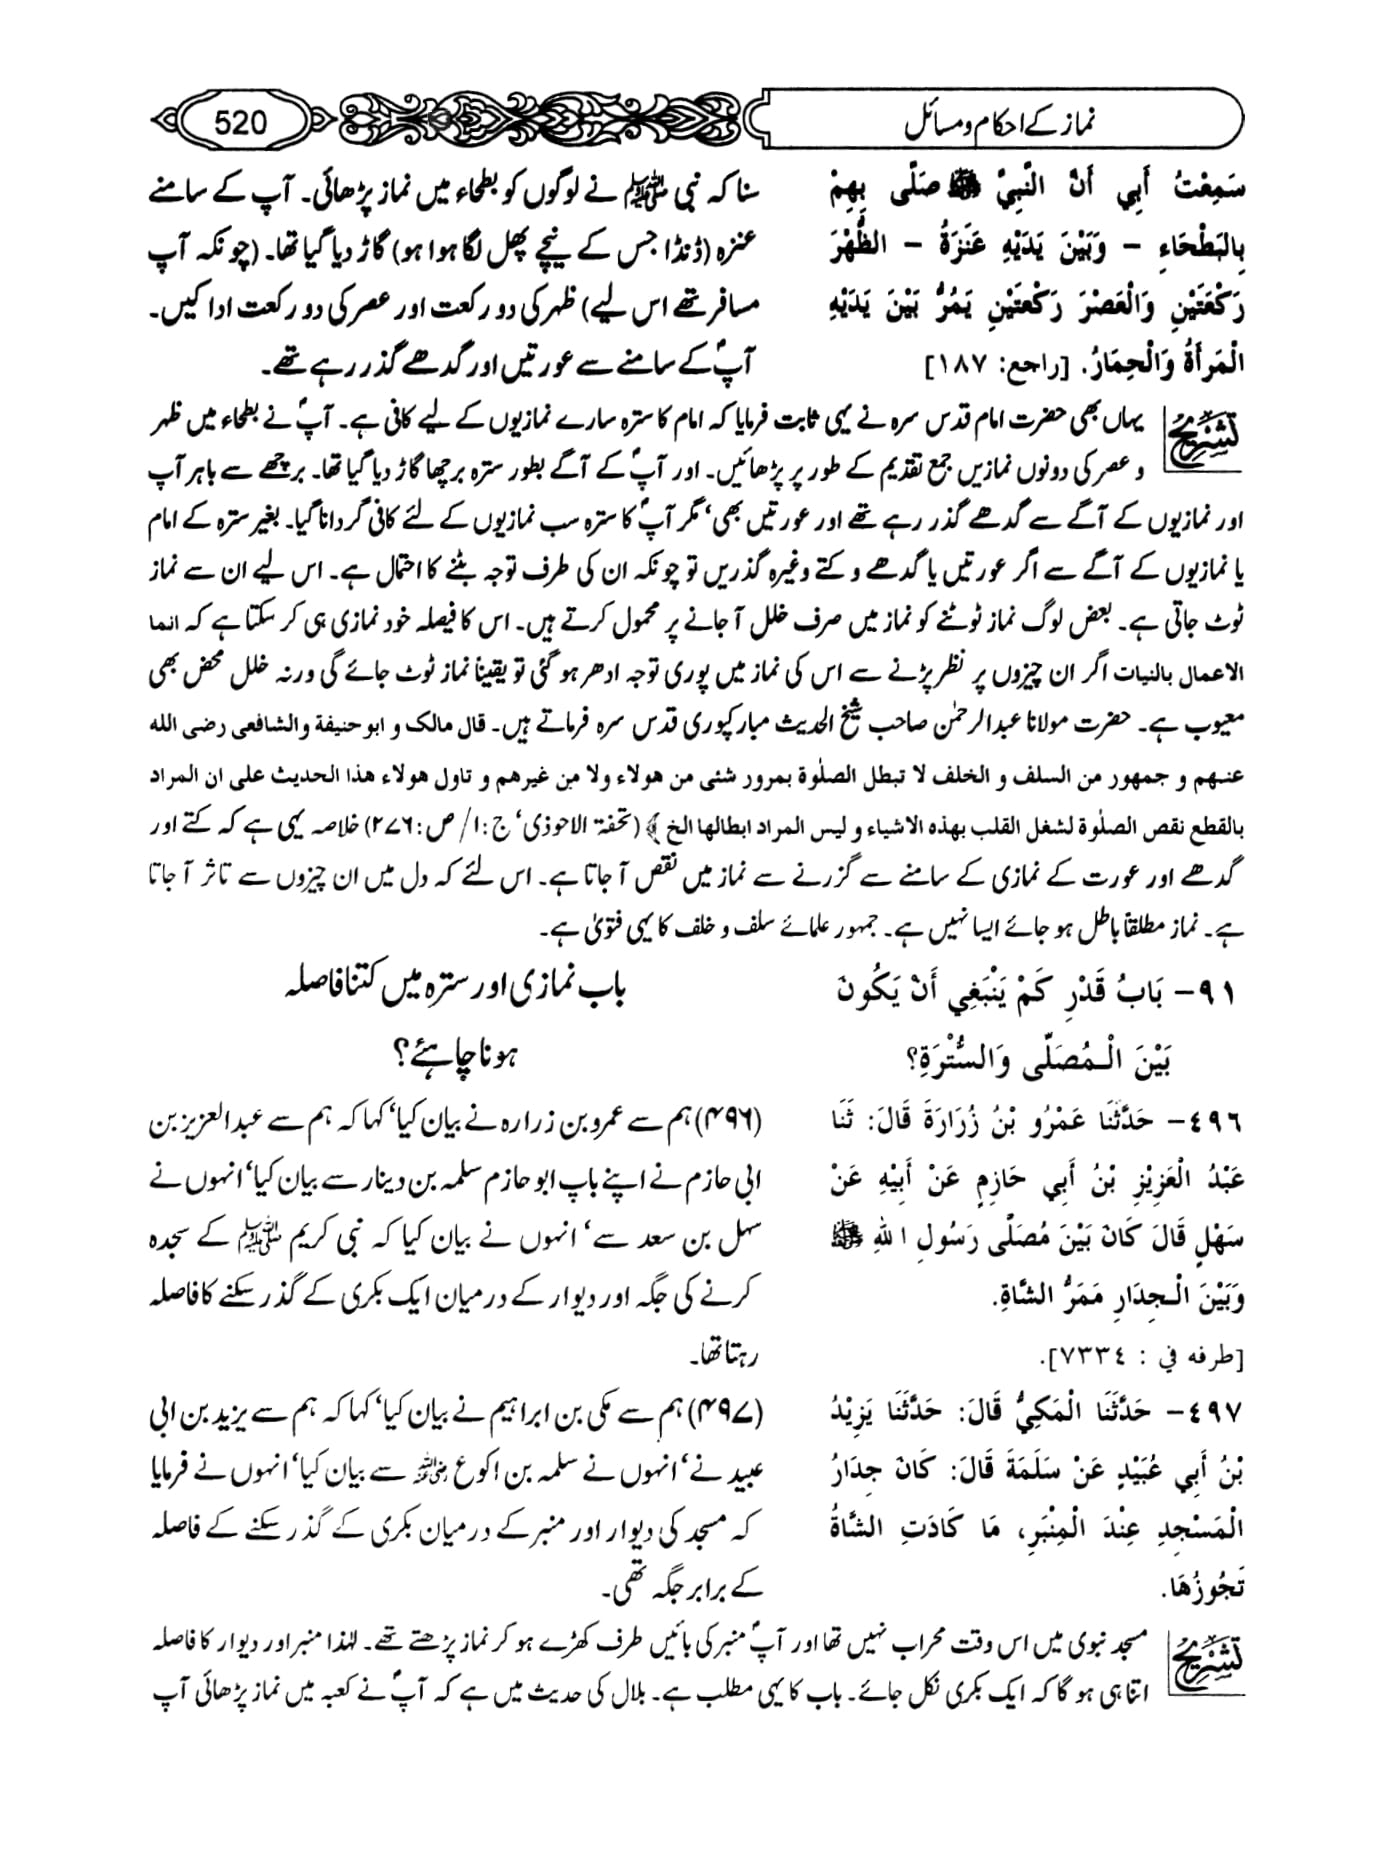 نماز کے احکام و مسائل
520
سَمِعْتُ أَبِي أَنَّ النَّبِيَّ ﷺ صَلَّى بِهِمْ
بِالبَطْحَاءِ – وَبَيْنَ يَدَيْهِ عَنَزَةٌ – الظُّهْرَ
رَكْعَتَيْنِ وَالْعَصْرَ رَكْعَتَيْنِ يَمُرُّ بَيْنَ يَدَيْهِ
الْمَرأَةُ وَالْحِمَارُ. [راجع: ١٨٧]
سنا کہ نبی ﷺ نے لوگوں کو بطحاء میں نماز پڑھائی۔ آپ کے سامنے
عنزہ (ڈنڈا جس کے نیچے پھل لگا ہوا ہو) گاڑ دیا گیا تھا۔ (چونکہ آپ
مسافر تھے اس لیے) ظہر کی دو رکعت اور عصر کی دو رکعت ادا کیں۔
آپؐ کے سامنے سے عورتیں اور گدھے گذر رہے تھے۔
تشریح
یہاں بھی حضرت امام قدس سرہ نے یہی ثابت فرمایا کہ امام کا سترہ سارے نمازیوں کے لیے کافی ہے۔ آپؐ نے بطحاء میں ظہر
و عصر کی دونوں نمازیں جمع تقدیم کے طور پر پڑھائیں۔ اور آپؐ کے آگے بطور سترہ برچھا گاڑ دیا گیا تھا۔ برچھے سے باہر آپ
اور نمازیوں کے آگے سے گدھے گذر رہے تھے اور عورتیں بھی‘ مگر آپؐ کا سترہ سب نمازیوں کے لئے کافی گردانا گیا۔ بغیر سترہ کے امام
یا نمازیوں کے آگے سے اگر عورتیں یا گدھے و کتے وغیرہ گذریں تو چونکہ ان کی طرف توجہ بٹنے کا احتمال ہے۔ اس لیے ان سے نماز
ٹوٹ جاتی ہے۔ بعض لوگ نماز ٹوٹنے کو نماز میں صرف خلل آ جانے پر محمول کرتے ہیں۔ اس کا فیصلہ خود نمازی ہی کر سکتا ہے کہ انما
الاعمال بالنیات اگر ان چیزوں پر نظر پڑنے سے اس کی نماز میں پوری توجہ ادھر ہو گئی تو یقیناً نماز ٹوٹ جائے گی ورنہ خلل محض بھی
معیوب ہے۔ حضرت مولانا عبدالرحمٰن صاحب شیخ الحدیث مبارکپوری قدس سرہ فرماتے ہیں۔ قال مالک و ابوحنیفة والشافعی رضی الله
عنهم و جمهور من السلف و الخلف لا تبطل الصلٰوة بمرور شئی من هولاء ولا من غيرهم و تاول هولاء هذا الحديث على ان المراد
بالقطع نقص الصلٰوة لشغل القلب بهذه الاشياء و ليس المراد ابطالها الخ ﴾ (تحفۃ الاحوذی‘ ج:۱/ ص:۲۷۶) خلاصہ یہی ہے کہ کتے اور
گدھے اور عورت کے نمازی کے سامنے سے گزرنے سے نماز میں نقص آ جاتا ہے۔ اس لئے کہ دل میں ان چیزوں سے تاثر آ جاتا
ہے۔ نماز مطلقاً باطل ہو جائے ایسا نہیں ہے۔ جمہور علمائے سلف و خلف کا یہی فتویٰ ہے۔
٩١– بَابُ قَدْرِ كَمْ يَنْبَغِي أَنْ يَكُونَ
بَيْنَ الْـمُصَلِّى وَالسُّتْرَةِ؟
باب نمازی اور سترہ میں کتنا فاصلہ
ہونا چاہئے؟
٤٩٦– حَدَّثَنَا عَمْرُو بْنُ زُرَارَةَ قَالَ: ثَنَا
عَبْدُ الْعَزِيْزِ بْنُ أَبِي حَازِمٍ عَنْ أَبِيْهِ عَنْ
سَهْلٍ قَالَ كَانَ بَيْنَ مُصَلَّى رَسُولِ اللهِ ﷺ
وَبَيْنَ الْـجِدَارِ مَمَرُّ الشَّاةِ.
[طرفه في : ٧٣٣٤].
(۴۹۶) ہم سے عمرو بن زرارہ نے بیان کیا‘ کہا کہ ہم سے عبدالعزیز بن
ابی حازم نے اپنے باپ ابو حازم سلمہ بن دینار سے بیان کیا‘ انہوں نے
سہل بن سعد سے‘ انہوں نے بیان کیا کہ نبی کریم ﷺ کے سجدہ
کرنے کی جگہ اور دیوار کے درمیان ایک بکری کے گذر سکنے کا فاصلہ
رہتا تھا۔
٤٩٧– حَدَّثَنَا الْمَكِيُّ قَالَ: حَدَّثَنَا يَزِيْدُ
بْنُ أَبِي عُبَيْدٍ عَنْ سَلَمَةَ قَالَ: كَانَ جِدَارُ
الْمَسْجِدِ عِنْدَ الْمِنْبَرِ، مَا كَادَتِ الشَّاةُ
تَجُوزُهَا.
(۴۹۷) ہم سے مکی بن ابراہیم نے بیان کیا‘ کہا کہ ہم سے یزید بن ابی
عبید نے‘ انہوں نے سلمہ بن اکوع رضی اللہ عنہ سے بیان کیا‘ انہوں نے فرمایا
کہ مسجد کی دیوار اور منبر کے درمیان بکری کے گذر سکنے کے فاصلہ
کے برابر جگہ تھی۔
تشریح
مسجد نبوی میں اس وقت محراب نہیں تھا اور آپؐ منبر کی بائیں طرف کھڑے ہو کر نماز پڑھتے تھے۔ لہٰذا منبر اور دیوار کا فاصلہ
اتنا ہی ہو گا کہ ایک بکری نکل جائے۔ باب کا یہی مطلب ہے۔ بلال کی حدیث میں ہے کہ آپؐ نے کعبہ میں نماز پڑھائی آپ